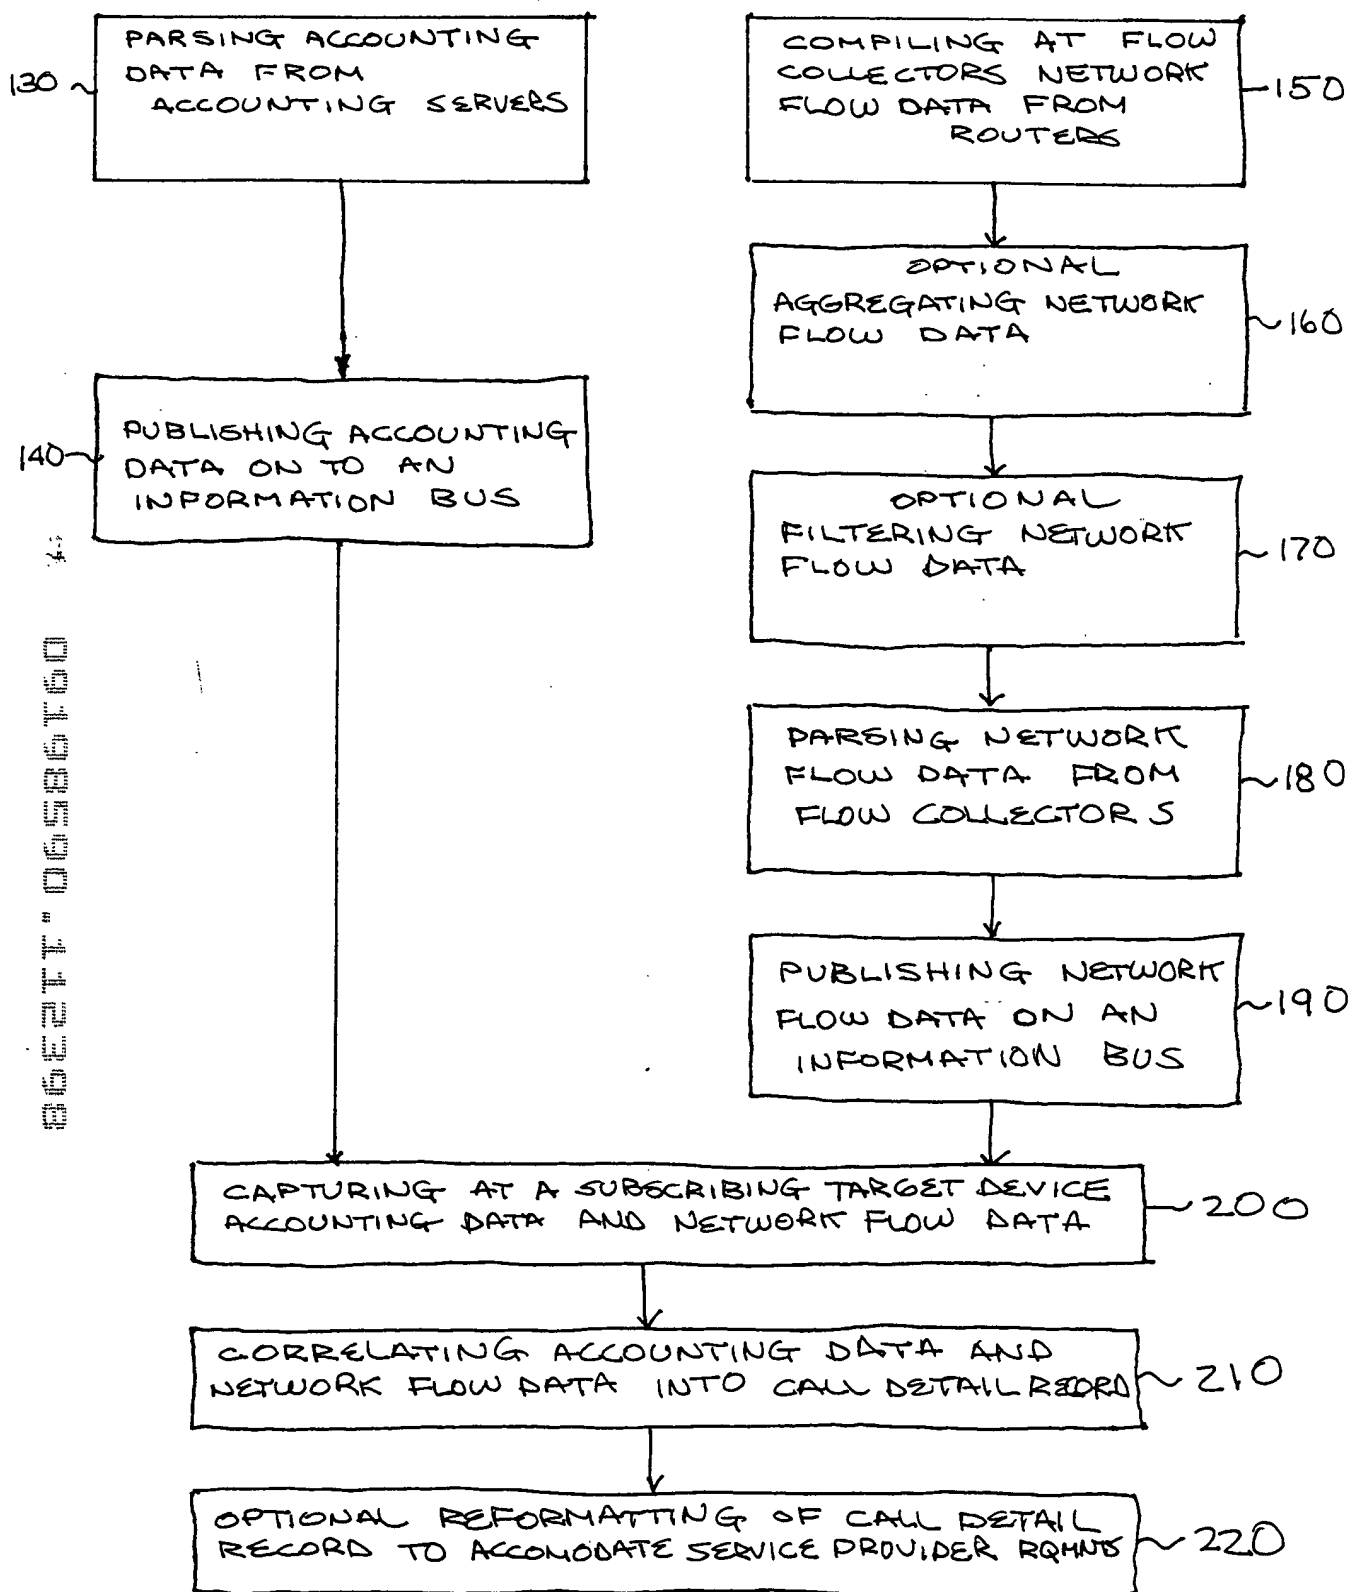 PARSING ACCOUNTING
DATA FROM
ACCOUNTING SERVERS
130
PUBLISHING ACCOUNTING
DATA ON TO AN
INFORMATION BUS
140
COMPILING AT FLOW
COLLECTORS NETWORK
FLOW DATA FROM
ROUTERS
150
OPTIONAL
AGGREGATING NETWORK
FLOW DATA
160
OPTIONAL
FILTERING NETWORK
FLOW DATA
170
PARSING NETWORK
FLOW DATA FROM
FLOW COLLECTORS
180
PUBLISHING NETWORK
FLOW DATA ON AN
INFORMATION BUS
190
CAPTURING AT A SUBSCRIBING TARGET DEVICE
ACCOUNTING DATA AND NETWORK FLOW DATA
200
CORRELATING ACCOUNTING DATA AND
NETWORK FLOW DATA INTO CALL DETAIL RECORD
210
OPTIONAL REFORMATTING OF CALL DETAIL
RECORD TO ACCOMODATE SERVICE PROVIDER RQMNTS
220
09198590.112398